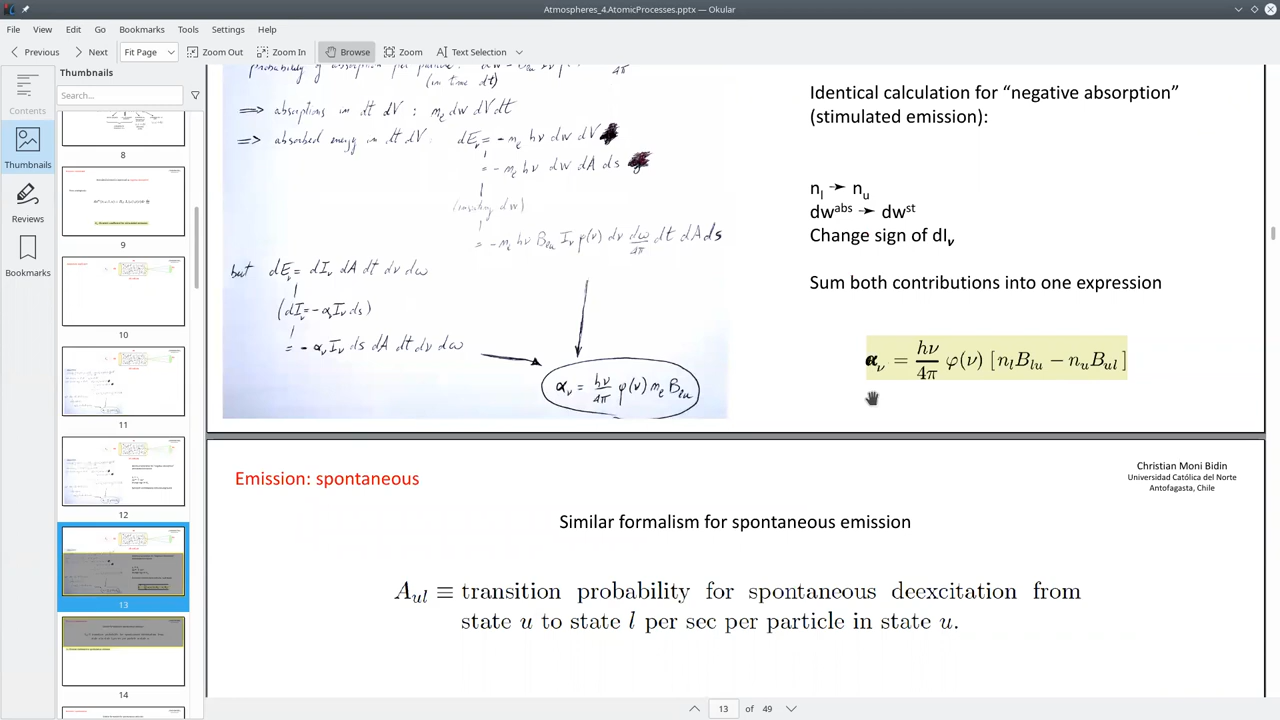 Atmospheres_4.AtomicProcesses.pptx — Okular
File View Edit Go Bookmarks Tools Settings Help
Previous Next Fit Page Zoom Out Zoom In Browse Zoom Text Selection
Contents
Thumbnails
Reviews
Bookmarks
Thumbnails
Search...
8
9
10
11
12
13
14
(in time dt)
⟹ absorptions in dt dV : n_l dw dV dt
⟹ absorbed energy in dt dV : dE_ν = - n_l hν dw dV
= - n_l hν dw dA ds
= - n_l hν B_lu I_ν φ(ν) dν dω/4π dt dA ds
but dE_ν = dI_ν dA dt dν dω
(dI_ν = -α I_ν ds)
= - α_ν I_ν ds dA dt dν dω
α_ν = hν/4π φ(ν) n_l B_lu
Identical calculation for “negative absorption”
(stimulated emission):
n_l ➛ n_u
dw^abs ➛ dw^st
Change sign of dI_ν
Sum both contributions into one expression
α_ν = hν/4π φ(ν) [ n_l B_lu − n_u B_ul ]
Emission: spontaneous
Christian Moni Bidin
Universidad Católica del Norte
Antofagasta, Chile
Similar formalism for spontaneous emission
A_ul ≡ transition probability for spontaneous deexcitation from
state u to state l per sec per particle in state u.
13 of 49